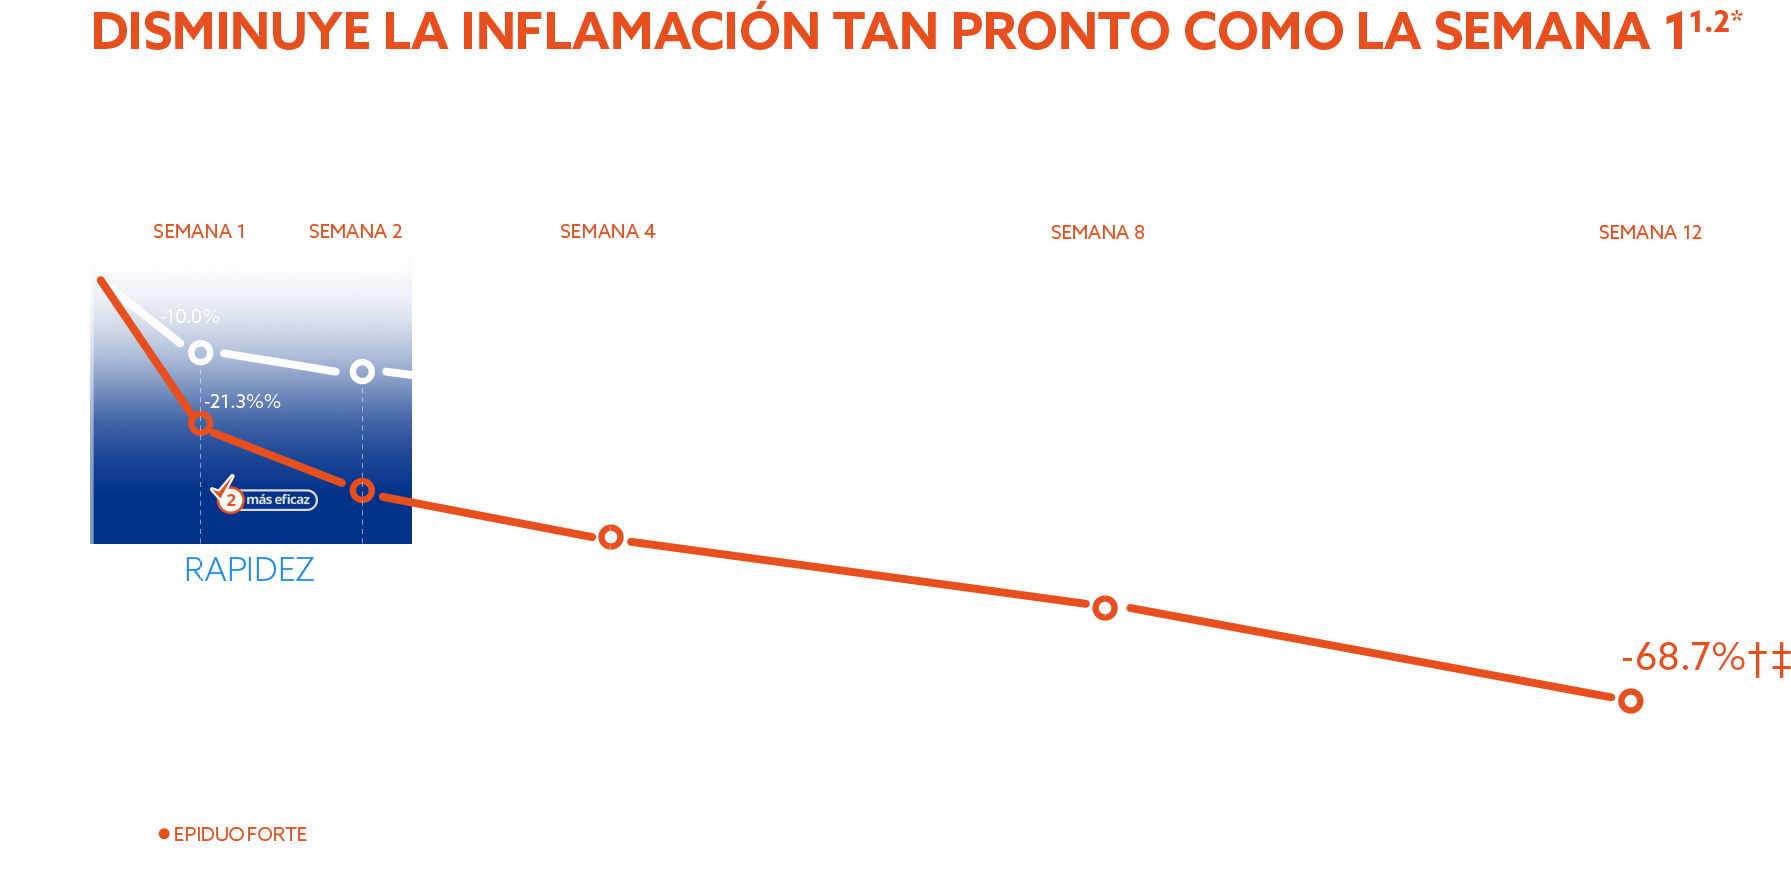 DISMINUYE LA INFLAMACIÓN TAN PRONTO COMO LA SEMANA 1¹·²*
SEMANA 1
SEMANA 2
SEMANA 4
SEMANA 8
SEMANA 12
-10.0%
-21.3%%
2 más eficaz
RAPIDEZ
-68.7%†‡
EPIDUO FORTE